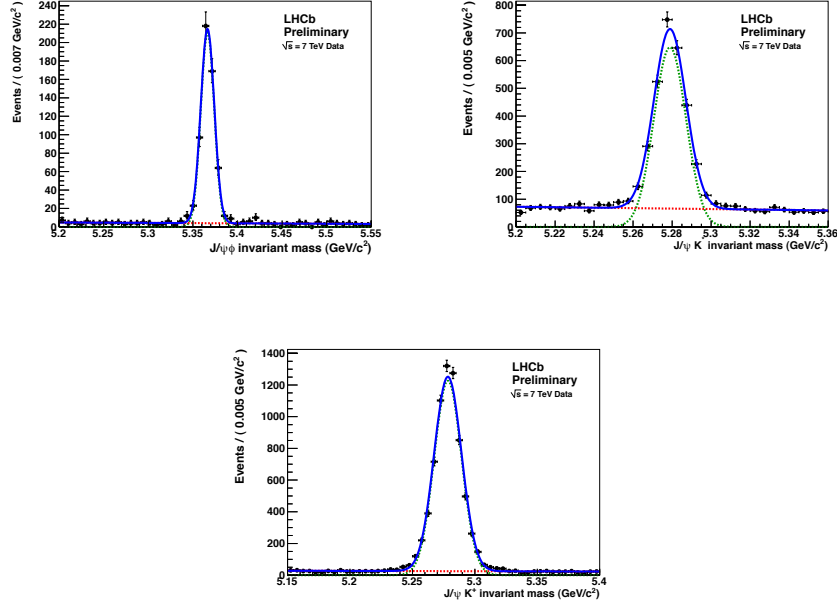 240
220
200
180
160
140
120
100
80
60
40
20
0
Events / ( 0.007 GeV/c² )
LHCb
Preliminary
√s = 7 TeV Data
5.2 5.25 5.3 5.35 5.4 5.45 5.5 5.55
J/ψφ invariant mass (GeV/c²)
800
700
600
500
400
300
200
100
0
Events / ( 0.005 GeV/c² )
LHCb
Preliminary
√s = 7 TeV Data
5.2 5.22 5.24 5.26 5.28 5.3 5.32 5.34 5.36
J/ψ K invariant mass (GeV/c²)
1400
1200
1000
800
600
400
200
0
Events / ( 0.005 GeV/c² )
LHCb
Preliminary
√s = 7 TeV Data
5.15 5.2 5.25 5.3 5.35 5.4
J/ψ K⁺ invariant mass (GeV/c²)